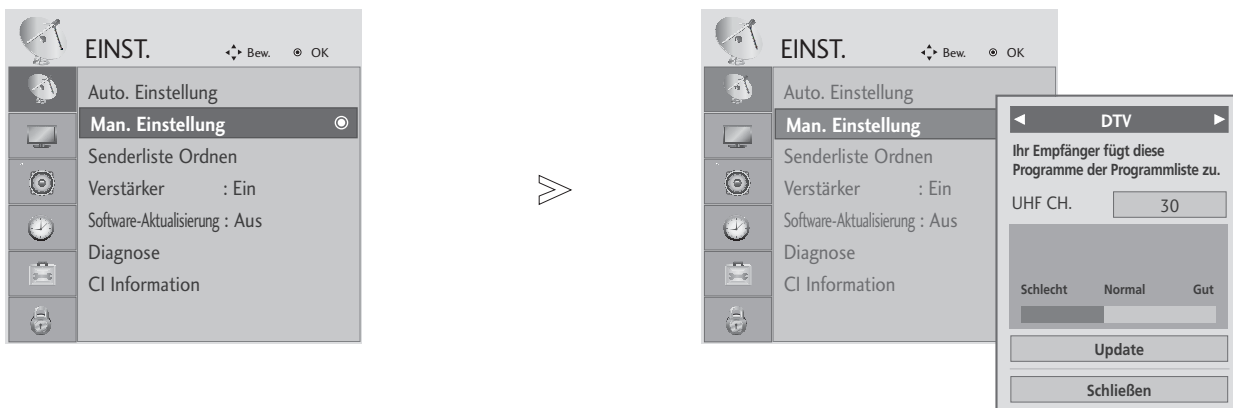 EINST.
Bew.
OK
Auto. Einstellung
Man. Einstellung
Senderliste Ordnen
Verstärker : Ein
Software-Aktualisierung : Aus
Diagnose
CI Information
EINST.
Bew.
OK
Auto. Einstellung
Man. Einstellung
Senderliste Ordnen
Verstärker : Ein
Software-Aktualisierung : Aus
Diagnose
CI Information
DTV
Ihr Empfänger fügt diese
Programme der Programmliste zu.
UHF CH. 30
Schlecht Normal Gut
Update
Schließen